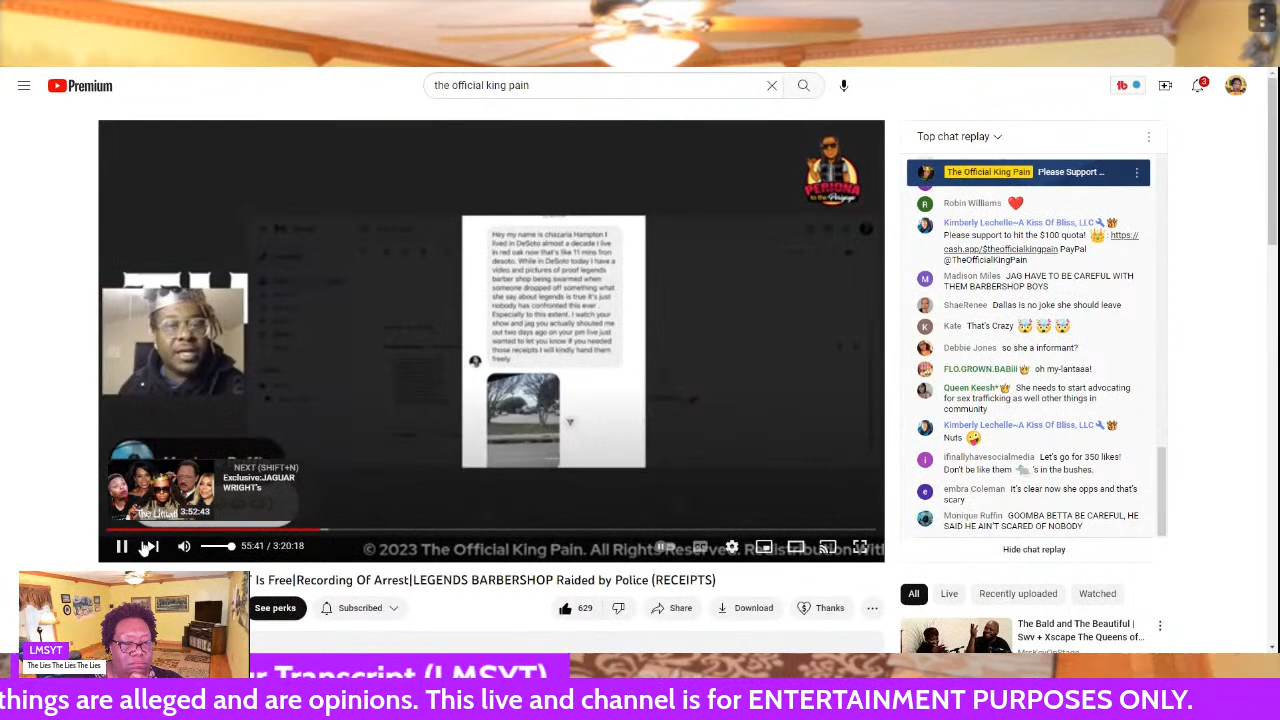 Premium
the official king pain
3
Top chat replay
The Official King Pain Please Support ...
R Robin Williams ❤️
Kimberly Lechelle~A Kiss Of Bliss, LLC
Please support to hit the $100 quota! 👑: https://
cash.app/$theofficialkingpain PayPal
@TheOfficialKingPain
M Madison Miles JAG HAVE TO BE CAREFUL WITH
THEM BARBERSHOP BOYS
ShaeRenee Dallas is no joke she should leave
K Kate That's Crazy 🤯 🤯 🤯
Debbie Jones so she a informant?
FLO.GROWN.BABiii oh my-lantaaa!
Queen Keesh* She needs to start advocating
for sex trafficking as well other things in
community
Kimberly Lechelle~A Kiss Of Bliss, LLC
Nuts 🤪
i ifinallyhavesocialmedia Let's go for 350 likes!
Don't be like them 's in the bushes.
e embra Coleman It's clear now she opps and that's
scary
Monique Ruffin GOOMBA BETTA BE CAREFUL, HE
SAID HE AIN'T SCARED OF NOBODY
Hide chat replay
PERJONA
to the
Hey my name is chazaria Hampton I
lived in DeSoto almost a decade I live
in red oak now that's like 11 mins from
desoto. While in DeSoto today I have a
video and pictures of proof legends
barber shop being swarmed when
someone dropped off something what
she say about legends is true it's just
nobody has confronted this ever .
Especially to this extent. I watch your
show and jag you actually shouted me
out two days ago on your pm live just
wanted to let you know if you needed
those receipts I will kindly hand them
freely
NEXT (SHIFT+N)
Exclusive:JAGUAR
WRIGHT's
3:52:43
55:41 / 3:20:18
© 2023 The Official King Pain. All Rights Reserved. Redistribution Wit
Is Free|Recording OF Arrest|LEGENDS BARBERSHOP Raided by Police (RECEIPTS)
See perks
Subscribed
629
Share
Download
Thanks
All
Live
Recently uploaded
Watched
The Bald and The Beautiful |
Swv + Xscape The Queens of...
LMSYT
The Lies The Lies The Lies
r Transcript (LMSYT)
things are alleged and are opinions. This live and channel is for ENTERTAINMENT PURPOSES ONLY.